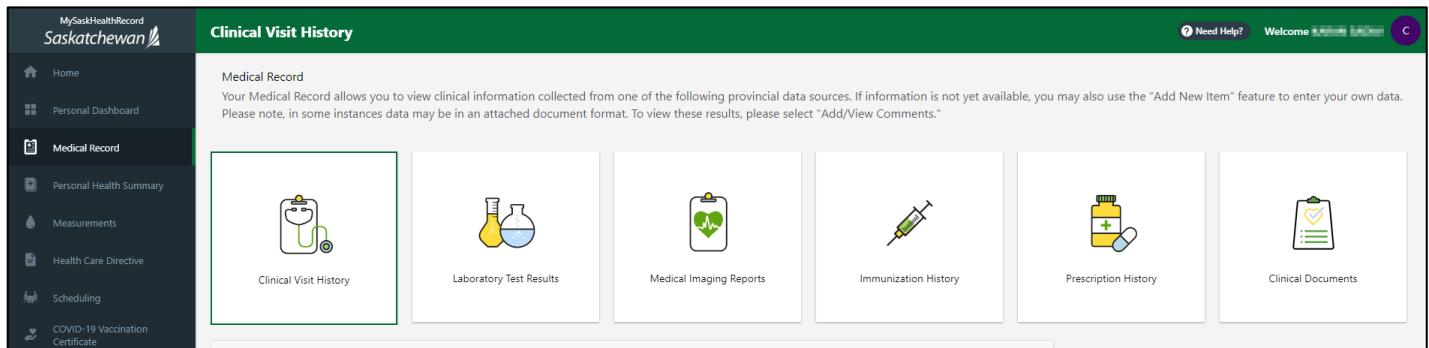 MySaskHealthRecord
Saskatchewan
Clinical Visit History
Need Help?
Welcome
C
Home
Personal Dashboard
Medical Record
Personal Health Summary
Measurements
Health Care Directive
Scheduling
COVID-19 Vaccination
Certificate
Medical Record
Your Medical Record allows you to view clinical information collected from one of the following provincial data sources. If information is not yet available, you may also use the "Add New Item" feature to enter your own data.
Please note, in some instances data may be in an attached document format. To view these results, please select "Add/View Comments."
Clinical Visit History
Laboratory Test Results
Medical Imaging Reports
Immunization History
Prescription History
Clinical Documents